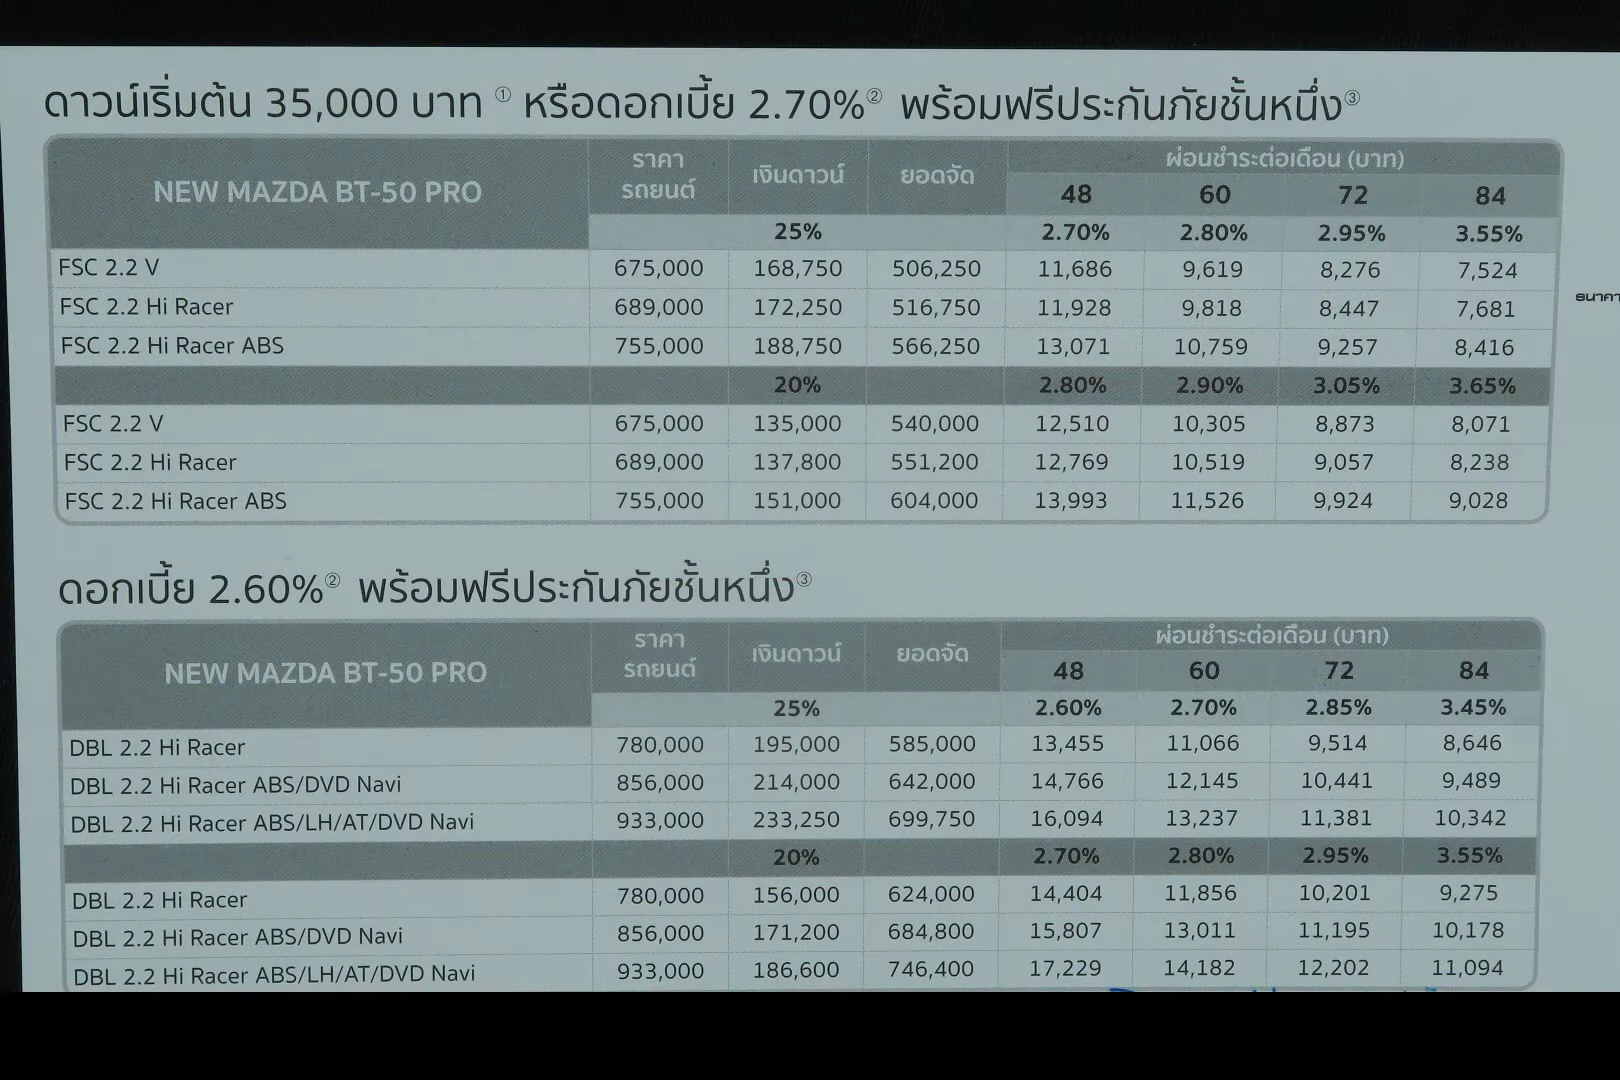 ดาวน์เริ่มต้น 35,000 บาท ① หรือดอกเบี้ย 2.70%② พร้อมฟรีประกันภัยชั้นหนึ่ง③
NEW MAZDA BT-50 PRO ราคารถยนต์ เงินดาวน์ ยอดจัด ผ่อนชำระต่อเดือน (บาท)
48 60 72 84
25% 2.70% 2.80% 2.95% 3.55%
FSC 2.2 V 675,000 168,750 506,250 11,686 9,619 8,276 7,524
FSC 2.2 Hi Racer 689,000 172,250 516,750 11,928 9,818 8,447 7,681
FSC 2.2 Hi Racer ABS 755,000 188,750 566,250 13,071 10,759 9,257 8,416
20% 2.80% 2.90% 3.05% 3.65%
FSC 2.2 V 675,000 135,000 540,000 12,510 10,305 8,873 8,071
FSC 2.2 Hi Racer 689,000 137,800 551,200 12,769 10,519 9,057 8,238
FSC 2.2 Hi Racer ABS 755,000 151,000 604,000 13,993 11,526 9,924 9,028
ดอกเบี้ย 2.60%② พร้อมฟรีประกันภัยชั้นหนึ่ง③
NEW MAZDA BT-50 PRO ราคารถยนต์ เงินดาวน์ ยอดจัด ผ่อนชำระต่อเดือน (บาท)
48 60 72 84
25% 2.60% 2.70% 2.85% 3.45%
DBL 2.2 Hi Racer 780,000 195,000 585,000 13,455 11,066 9,514 8,646
DBL 2.2 Hi Racer ABS/DVD Navi 856,000 214,000 642,000 14,766 12,145 10,441 9,489
DBL 2.2 Hi Racer ABS/LH/AT/DVD Navi 933,000 233,250 699,750 16,094 13,237 11,381 10,342
20% 2.70% 2.80% 2.95% 3.55%
DBL 2.2 Hi Racer 780,000 156,000 624,000 14,404 11,856 10,201 9,275
DBL 2.2 Hi Racer ABS/DVD Navi 856,000 171,200 684,800 15,807 13,011 11,195 10,178
DBL 2.2 Hi Racer ABS/LH/AT/DVD Navi 933,000 186,600 746,400 17,229 14,182 12,202 11,094